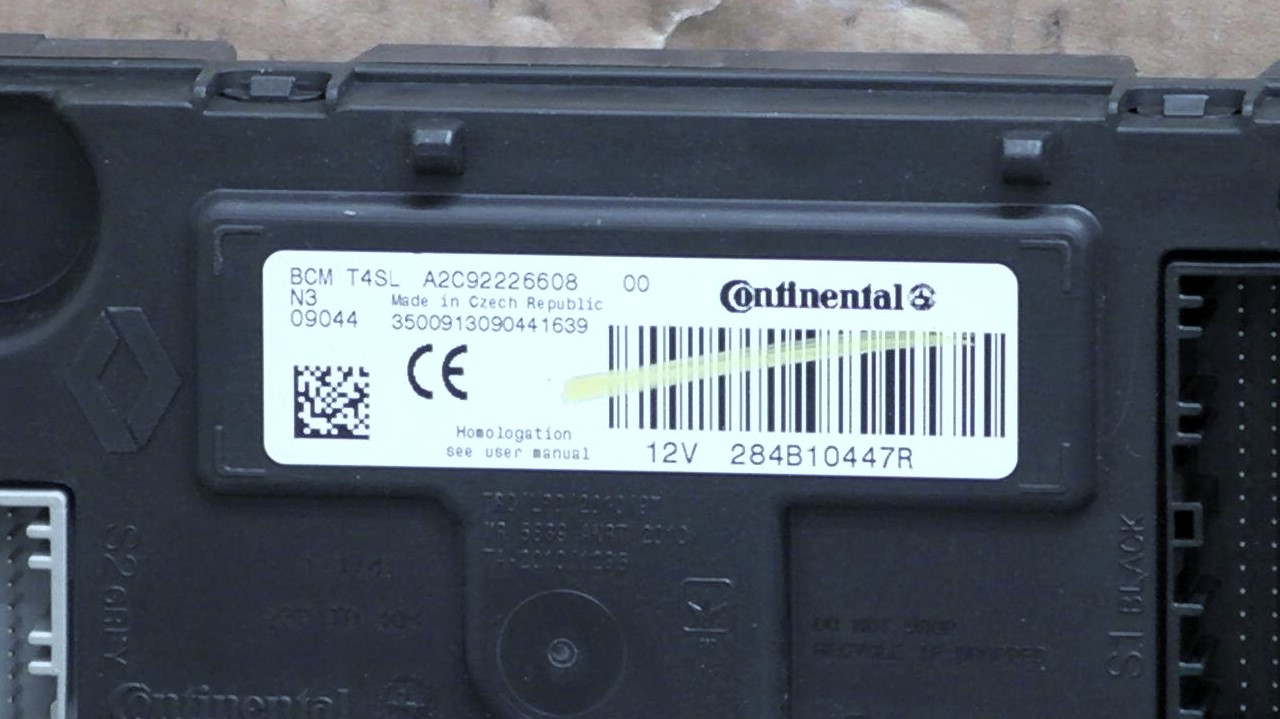 BCM T4SL A2C92226608 00
N3 Made in Czech Republic
09044 3500913090441639
Continental
CE
Homologation
see user manual
12V 284B10447R
S2 GREY
S1 BLACK
DO NOT DROP
RECYCLE IF DROPPED
Continental